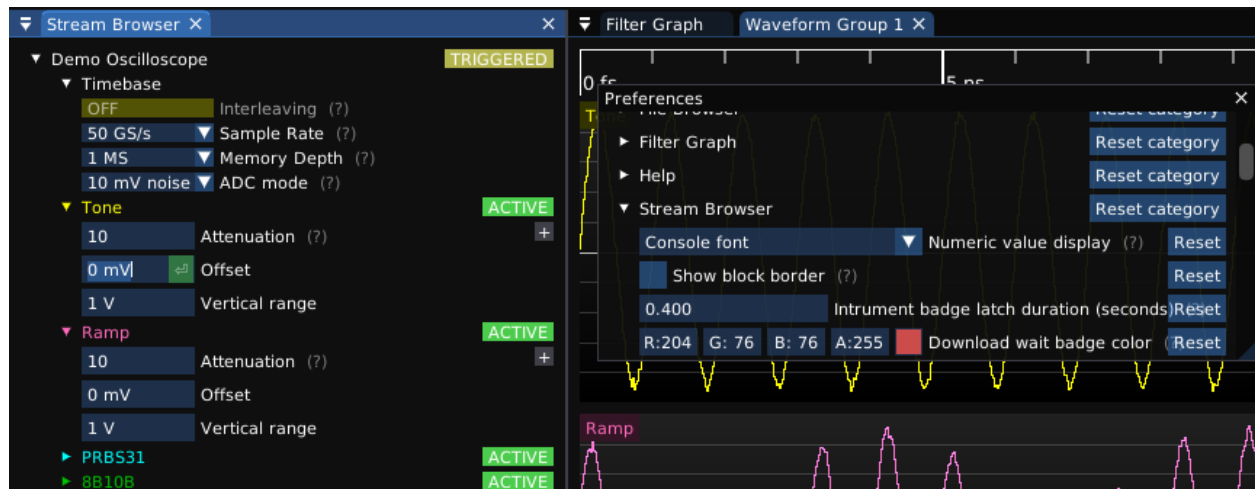 Stream Browser
Demo Oscilloscope TRIGGERED
Timebase
OFF Interleaving (?)
50 GS/s Sample Rate (?)
1 MS Memory Depth (?)
10 mV noise ADC mode (?)
Tone ACTIVE
10 Attenuation (?) +
0 mV Offset
1 V Vertical range
Ramp ACTIVE
10 Attenuation (?) +
0 mV Offset
1 V Vertical range
PRBS31 ACTIVE
8B10B ACTIVE
Filter Graph Waveform Group 1
0 fs 5 ns
Preferences
File Browser Reset category
Filter Graph Reset category
Help Reset category
Stream Browser Reset category
Console font Numeric value display (?) Reset
Show block border (?) Reset
0.400 Intrument badge latch duration (seconds) Reset
R:204 G: 76 B: 76 A:255 Download wait badge color Reset
Ramp